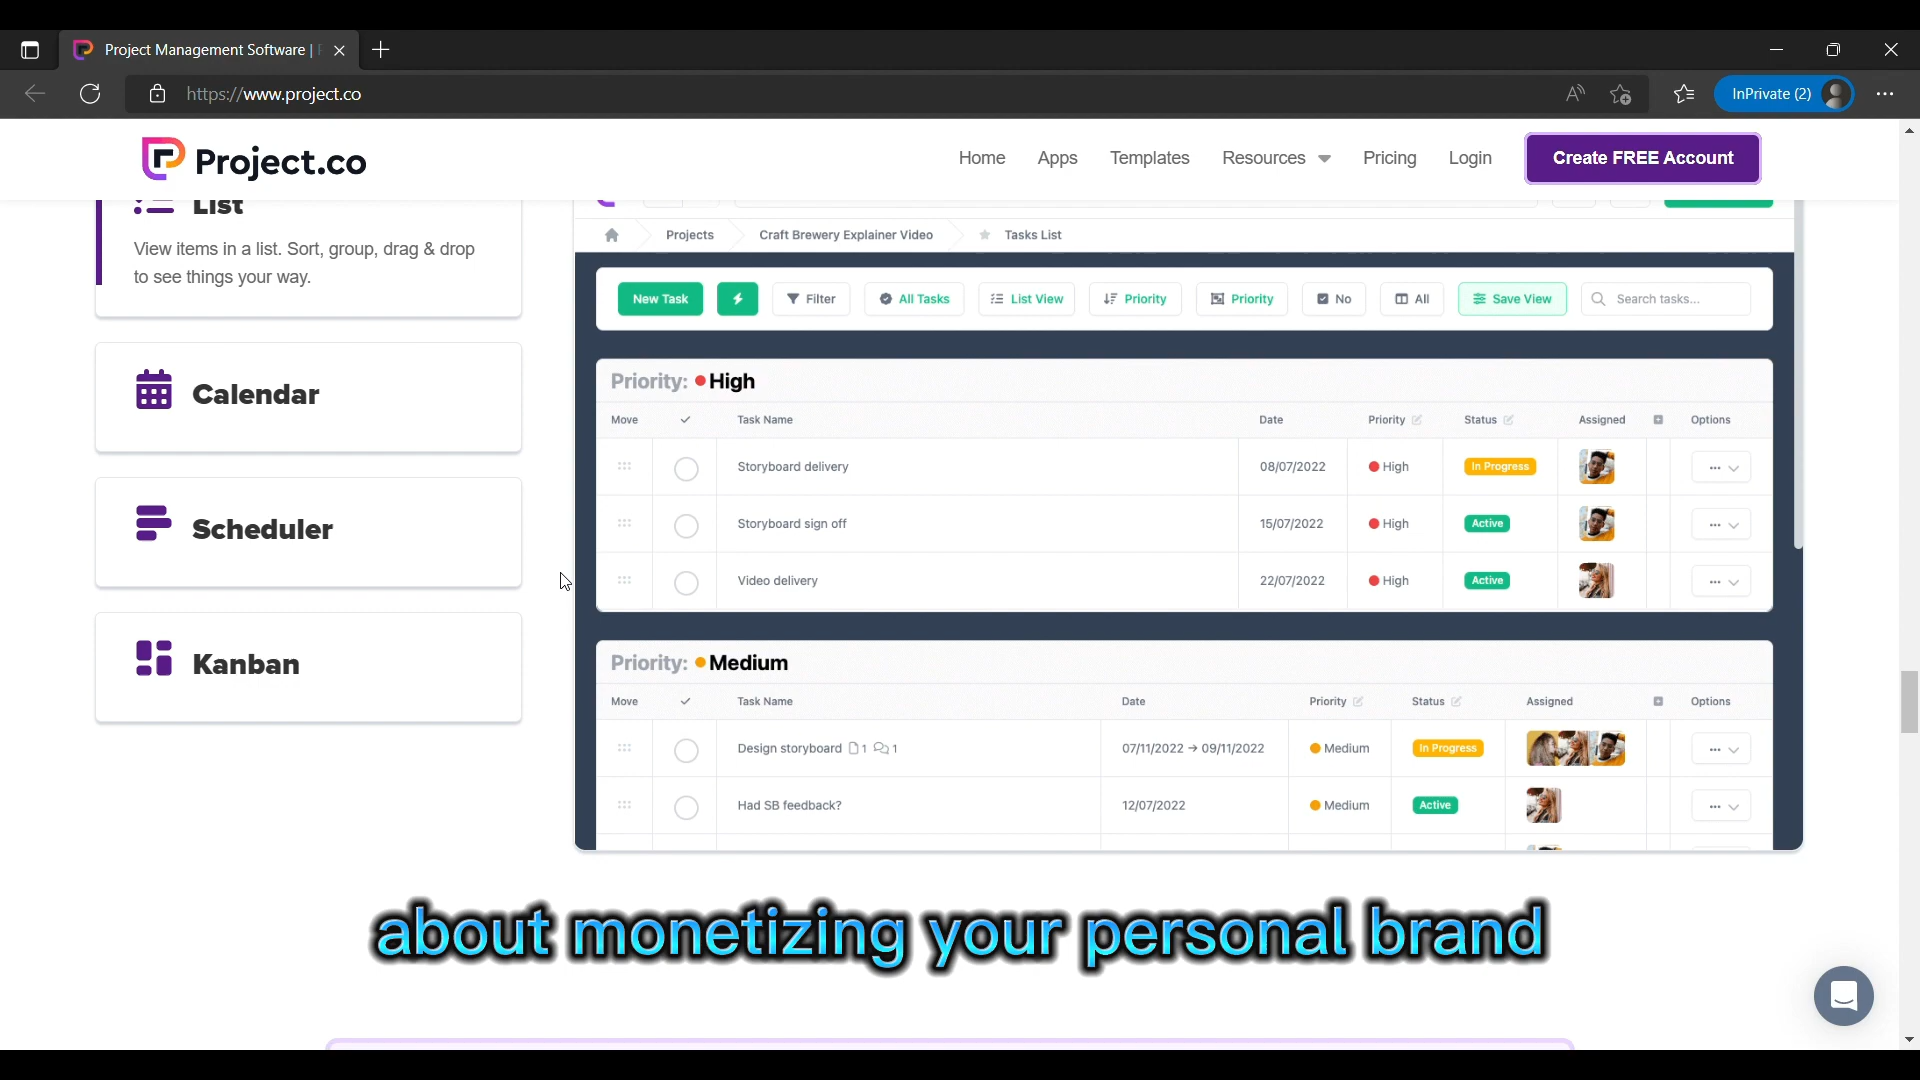 Project Management Software |
https://www.project.co
InPrivate (2)
Project.co
Home Apps Templates Resources Pricing Login Create FREE Account
List
View items in a list. Sort, group, drag & drop
to see things your way.
Calendar
Scheduler
Kanban
Projects Craft Brewery Explainer Video Tasks List
New Task Filter All Tasks List View Priority Priority No All Save View Search tasks...
Priority: High
Move Task Name Date Priority Status Assigned Options
Storyboard delivery 08/07/2022 High In Progress
Storyboard sign off 15/07/2022 High Active
Video delivery 22/07/2022 High Active
Priority: Medium
Move Task Name Date Priority Status Assigned Options
Design storyboard 1 1 07/11/2022 → 09/11/2022 Medium In Progress
Had SB feedback? 12/07/2022 Medium Active
about monetizing your personal brand